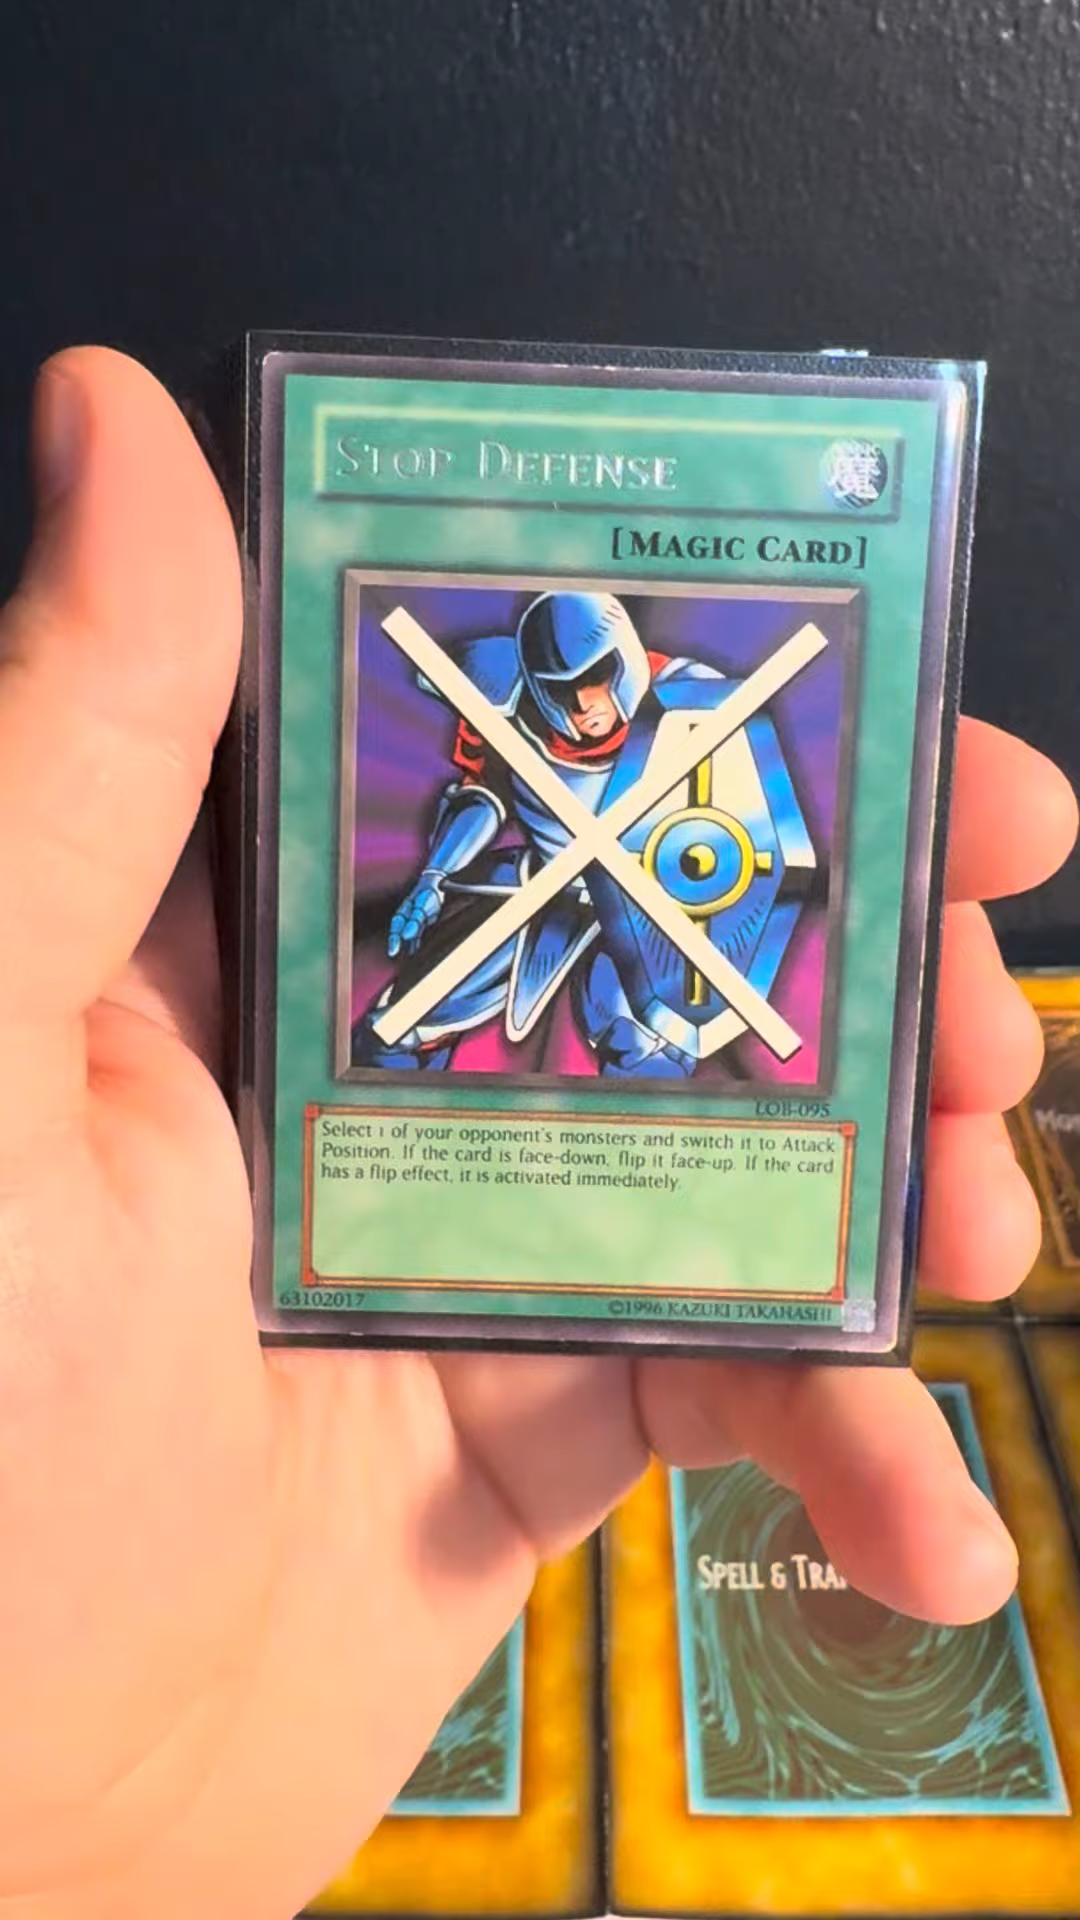 STOP DEFENSE
MAGIC
魔
[MAGIC CARD]
LOB-095
Select 1 of your opponent's monsters and switch it to Attack
Position. If the card is face-down, flip it face-up. If the card
has a flip effect, it is activated immediately.
63102017
©1996 KAZUKI TAKAHASHI
SPELL &